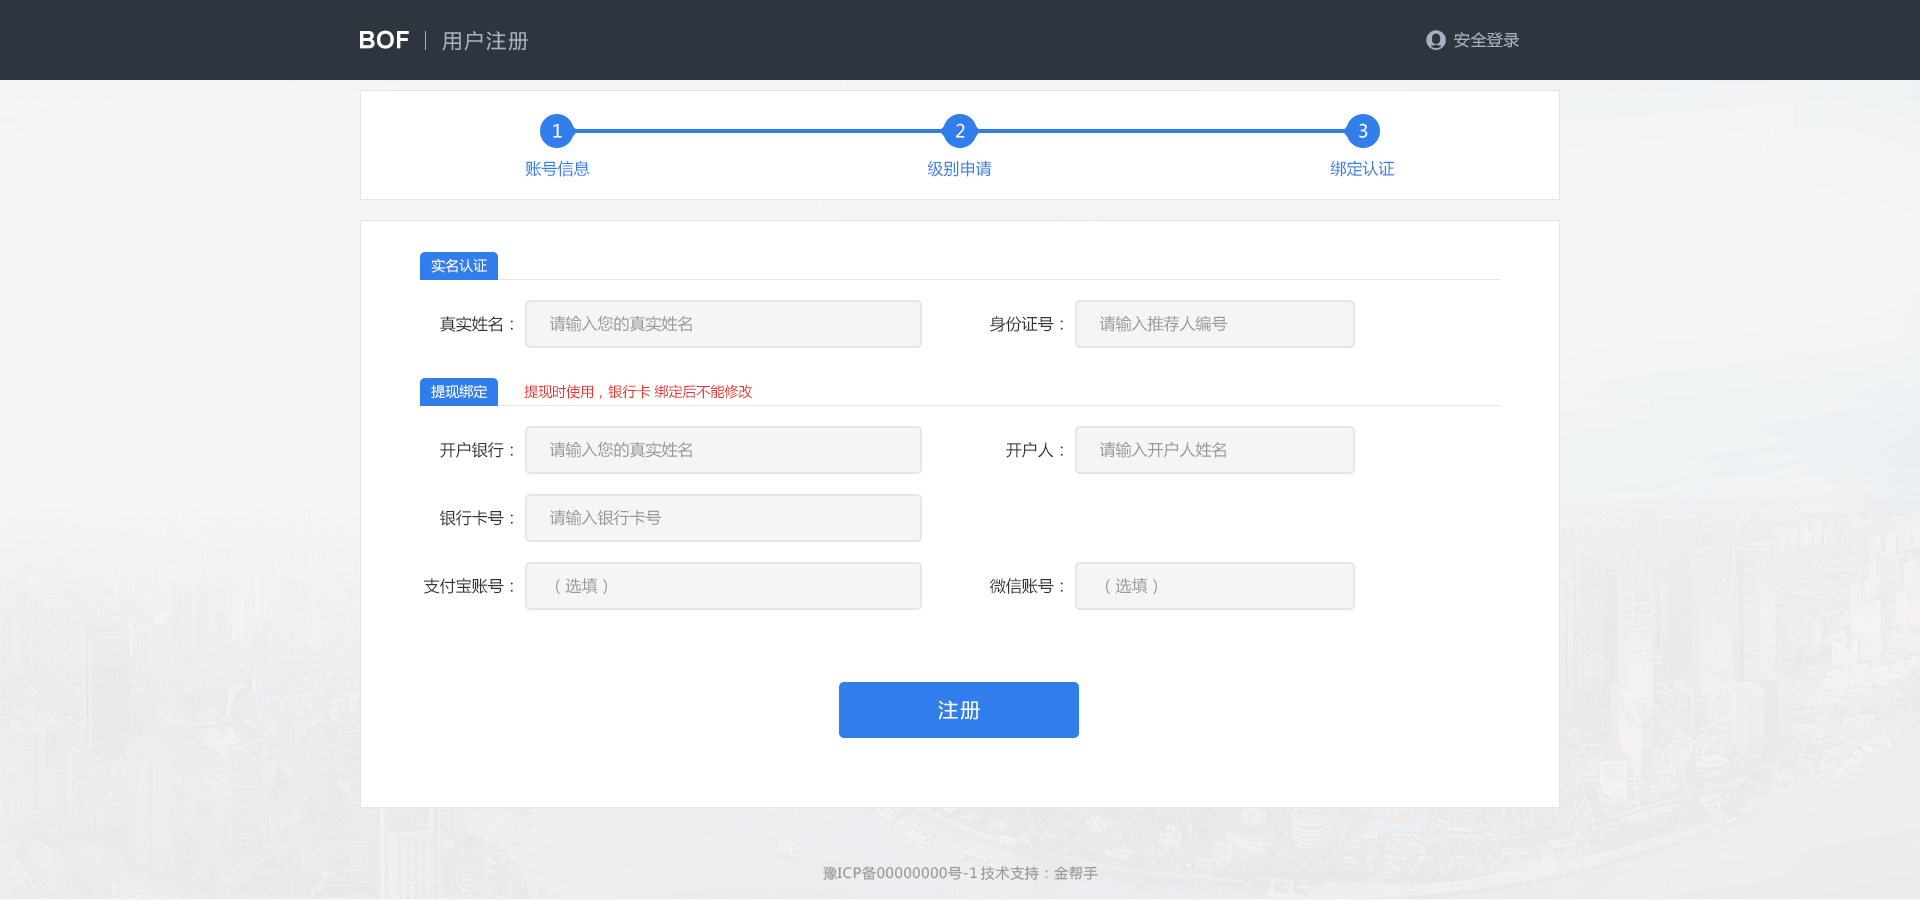 BOF 用户注册 安全登录
1 2 3
账号信息 级别申请 绑定认证
实名认证
真实姓名： 请输入您的真实姓名 身份证号： 请输入推荐人编号
提现绑定 提现时使用，银行卡 绑定后不能修改
开户银行： 请输入您的真实姓名 开户人： 请输入开户人姓名
银行卡号： 请输入银行卡号
支付宝账号： （选填） 微信账号： （选填）
注册
豫ICP备00000000号-1 技术支持：金帮手